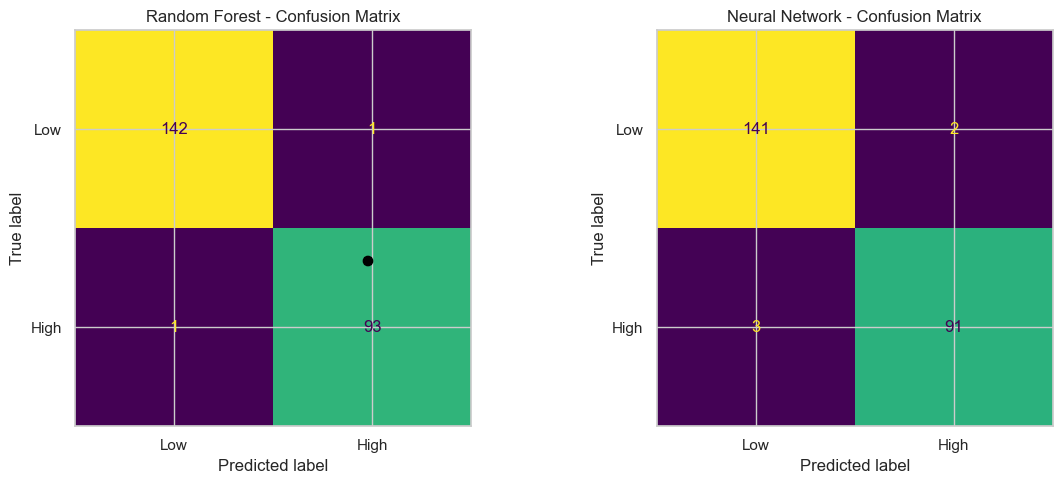 Random Forest - Confusion Matrix
Low
142
1
True label
High
1
93
Low
High
Predicted label
Neural Network - Confusion Matrix
Low
141
2
True label
High
3
91
Low
High
Predicted label